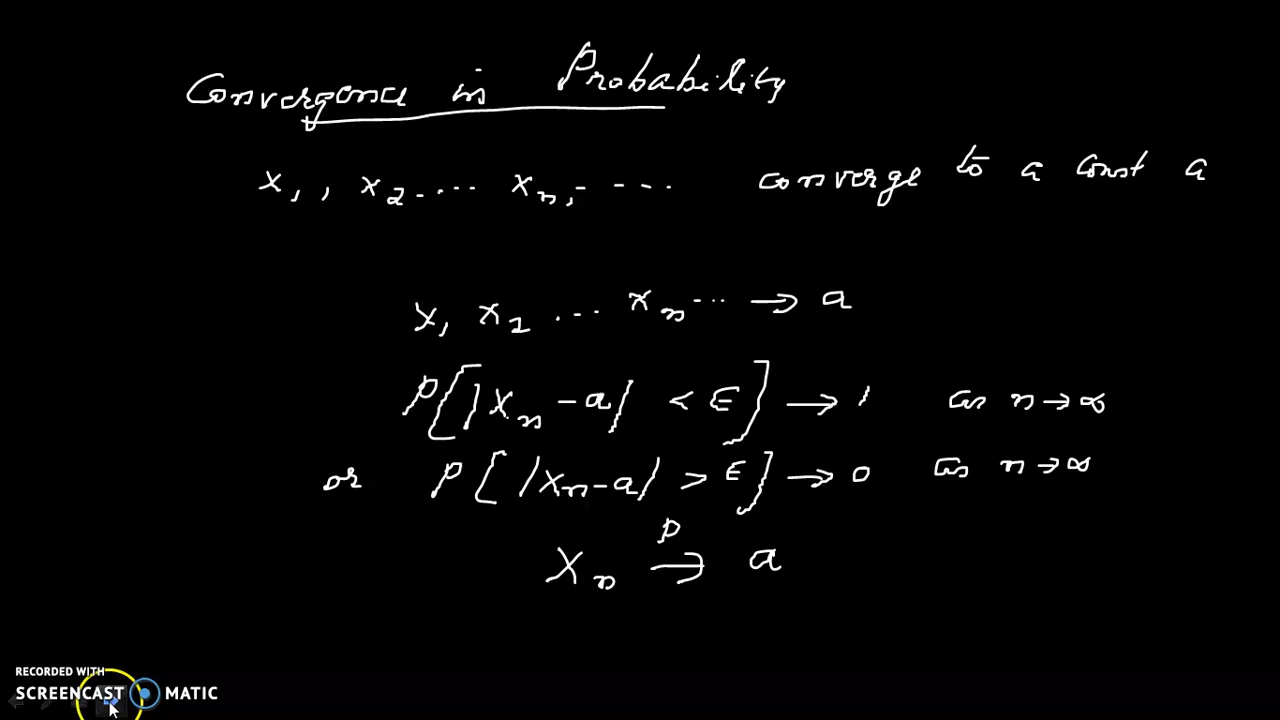 Convergence in Probability
X₁, , X₂ - ... Xₙ, - - - - . converge to a const a
X₁ X₂ . - - . Xₙ - . . → a
P[|Xₙ - a| < ε] → 1 as n → ∞
or P[|Xₙ - a| > ε] → 0 as n → ∞
P
Xₙ → a
RECORDED WITH
SCREENCAST MATIC